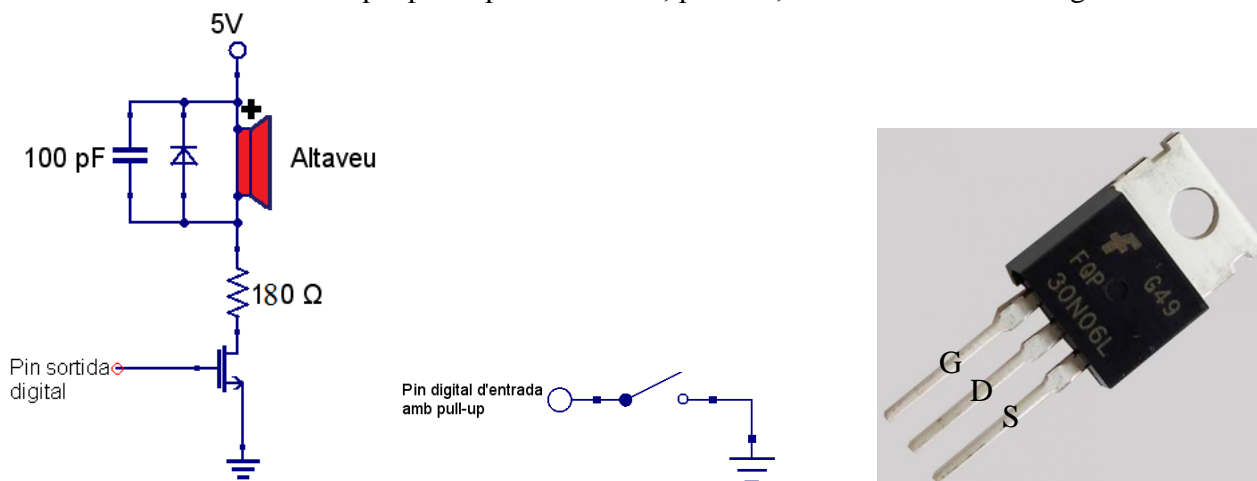 5V
+
100 pF
Altaveu
180 Ω
Pin sortida
digital
Pin digital d'entrada
amb pull-up
G49
FQP
30N06L
G
D
S